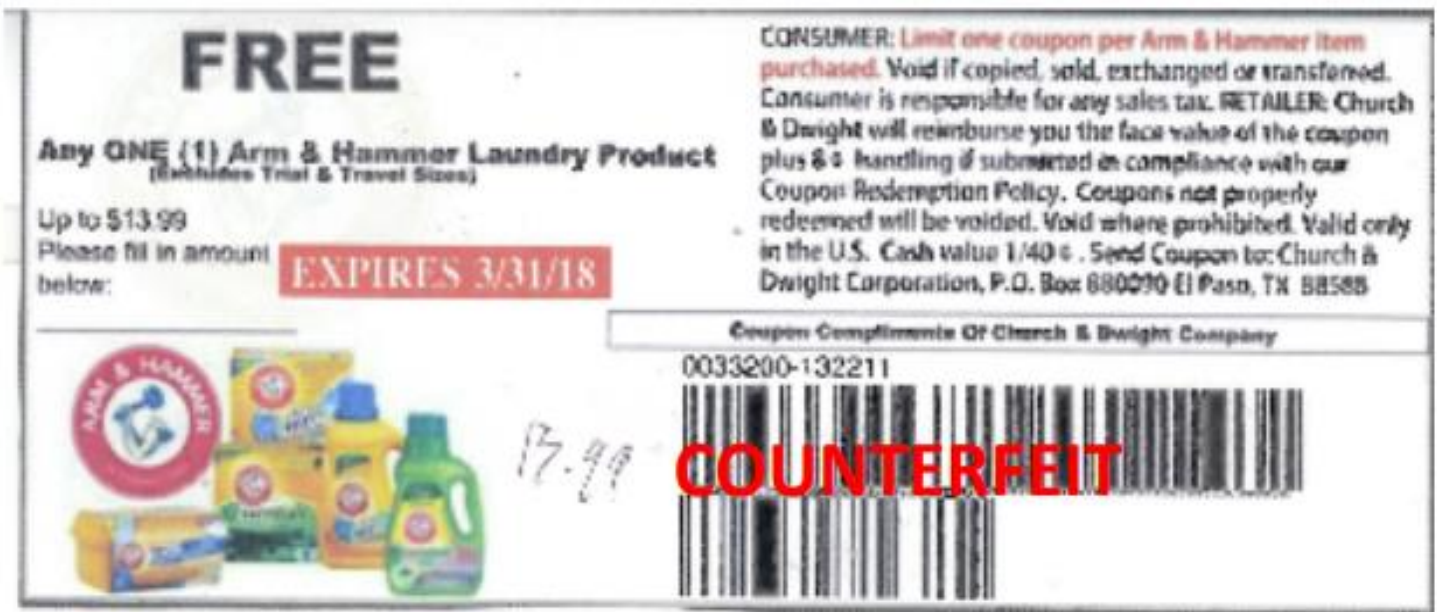 FREE
Any ONE (1) Arm & Hammer Laundry Product
(Excludes Trial & Travel Sizes)
Up to $13.99
Please fill in amount
below:
EXPIRES 3/31/18
CONSUMER: Limit one coupon per Arm & Hammer item
purchased. Void if copied, sold, exchanged or transferred.
Consumer is responsible for any sales tax. RETAILER: Church
& Dwight will reimburse you the face value of the coupon
plus 8¢ handling if submitted in compliance with our
Coupon Redemption Policy. Coupons not properly
redeemed will be voided. Void where prohibited. Valid only
in the U.S. Cash value 1/40¢. Send Coupon to: Church &
Dwight Corporation, P.O. Box 880090 El Paso, TX 88588
Coupon Compliments Of Church & Dwight Company
0033200-132211
COUNTERFEIT
ARM & HAMMER
13.99